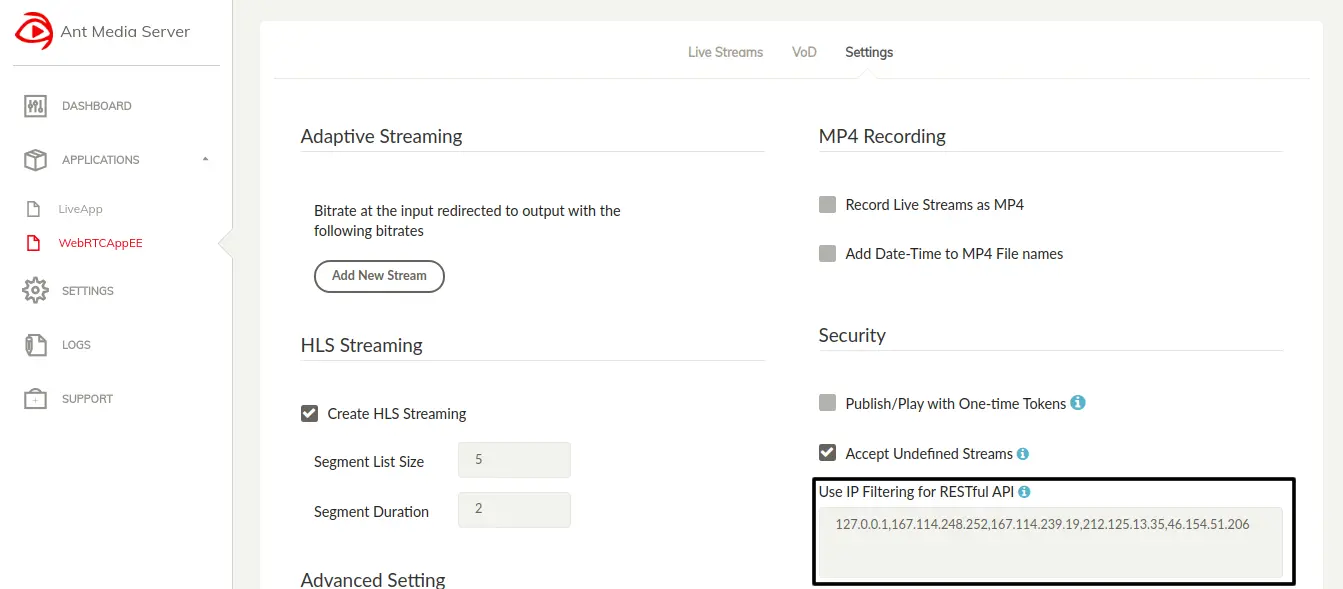 Ant Media Server
DASHBOARD
APPLICATIONS
LiveApp
WebRTCAppEE
SETTINGS
LOGS
SUPPORT
Live Streams VoD Settings
Adaptive Streaming
Bitrate at the input redirected to output with the
following bitrates
Add New Stream
HLS Streaming
Create HLS Streaming
Segment List Size 5
Segment Duration 2
Advanced Setting
MP4 Recording
Record Live Streams as MP4
Add Date-Time to MP4 File names
Security
Publish/Play with One-time Tokens
Accept Undefined Streams
Use IP Filtering for RESTful API
127.0.0.1,167.114.248.252,167.114.239.19,212.125.13.35,46.154.51.206